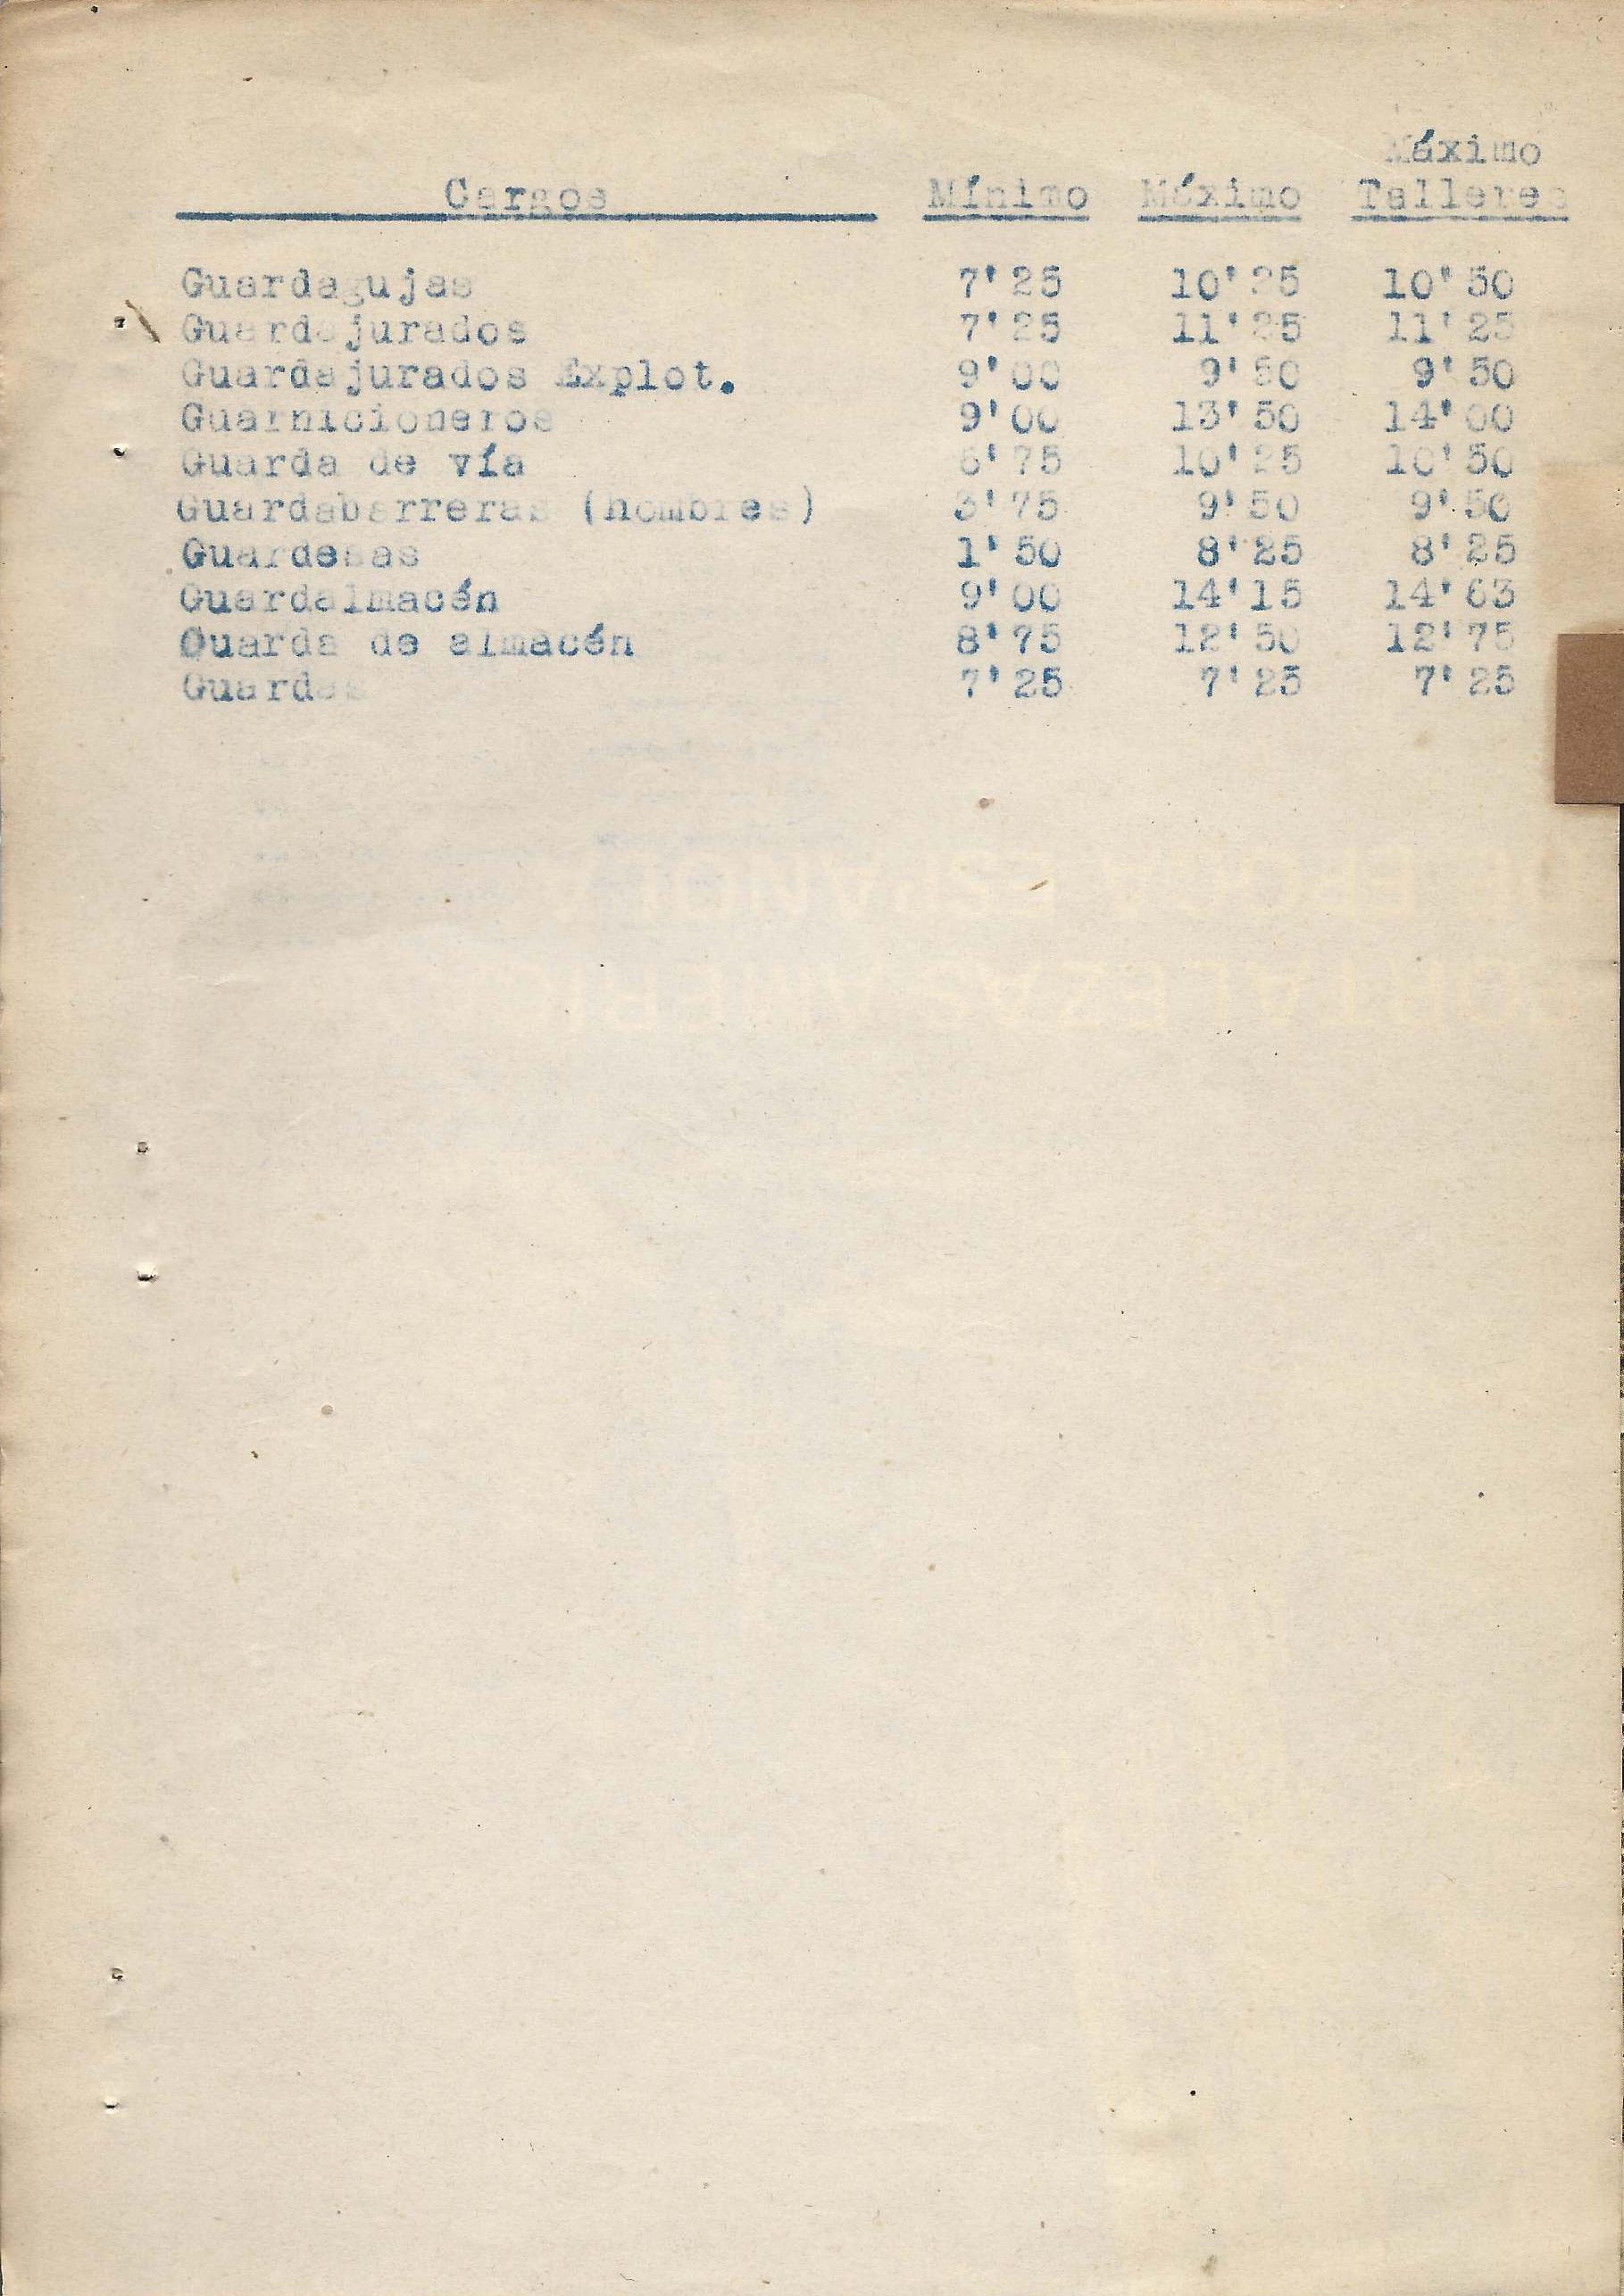 Máximo
Cargos Mínimo Máximo Talleres
Guardagujas 7'25 10'25 10'50
Guardajurados 7'25 11'25 11'25
Guardajurados Explot. 9'00 9'50 9'50
Guarnicioneros 9'00 13'50 14'00
Guarda de vía 6'75 10'25 10'50
Guardabarreras (hombres) 3'75 9'50 9'50
Guardesas 1'50 8'25 8'25
Guardalmacén 9'00 14'15 14'63
Guarda de almacén 8'75 12'50 12'75
Guardas 7'25 7'25 7'25